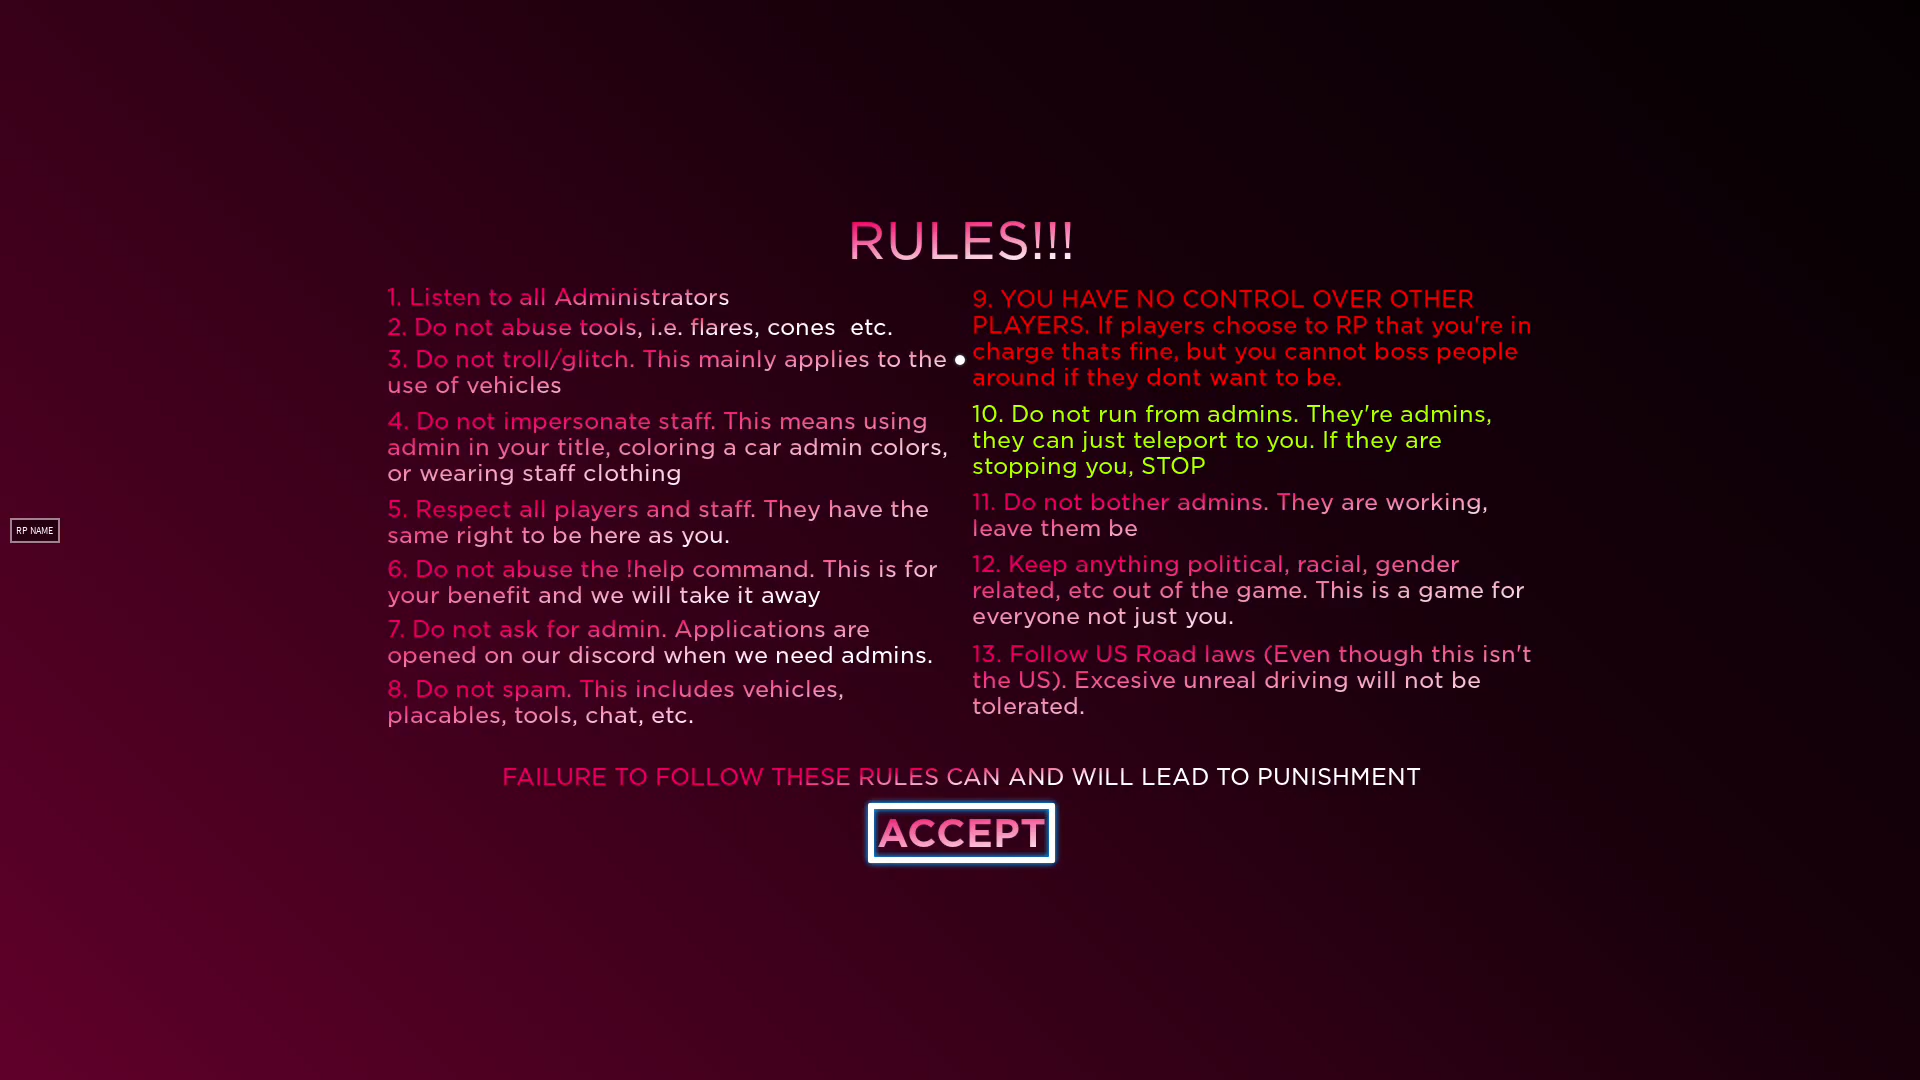 RULES!!!
1. Listen to all Administrators
2. Do not abuse tools, i.e. flares, cones  etc.
3. Do not troll/glitch. This mainly applies to the
use of vehicles
4. Do not impersonate staff. This means using
admin in your title, coloring a car admin colors,
or wearing staff clothing
5. Respect all players and staff. They have the
same right to be here as you.
6. Do not abuse the !help command. This is for
your benefit and we will take it away
7. Do not ask for admin. Applications are
opened on our discord when we need admins.
8. Do not spam. This includes vehicles,
placables, tools, chat, etc.
9. YOU HAVE NO CONTROL OVER OTHER
PLAYERS. If players choose to RP that you're in
charge thats fine, but you cannot boss people
around if they dont want to be.
10. Do not run from admins. They're admins,
they can just teleport to you. If they are
stopping you, STOP
11. Do not bother admins. They are working,
leave them be
12. Keep anything political, racial, gender
related, etc out of the game. This is a game for
everyone not just you.
13. Follow US Road laws (Even though this isn't
the US). Excesive unreal driving will not be
tolerated.
FAILURE TO FOLLOW THESE RULES CAN AND WILL LEAD TO PUNISHMENT
ACCEPT
RP NAME